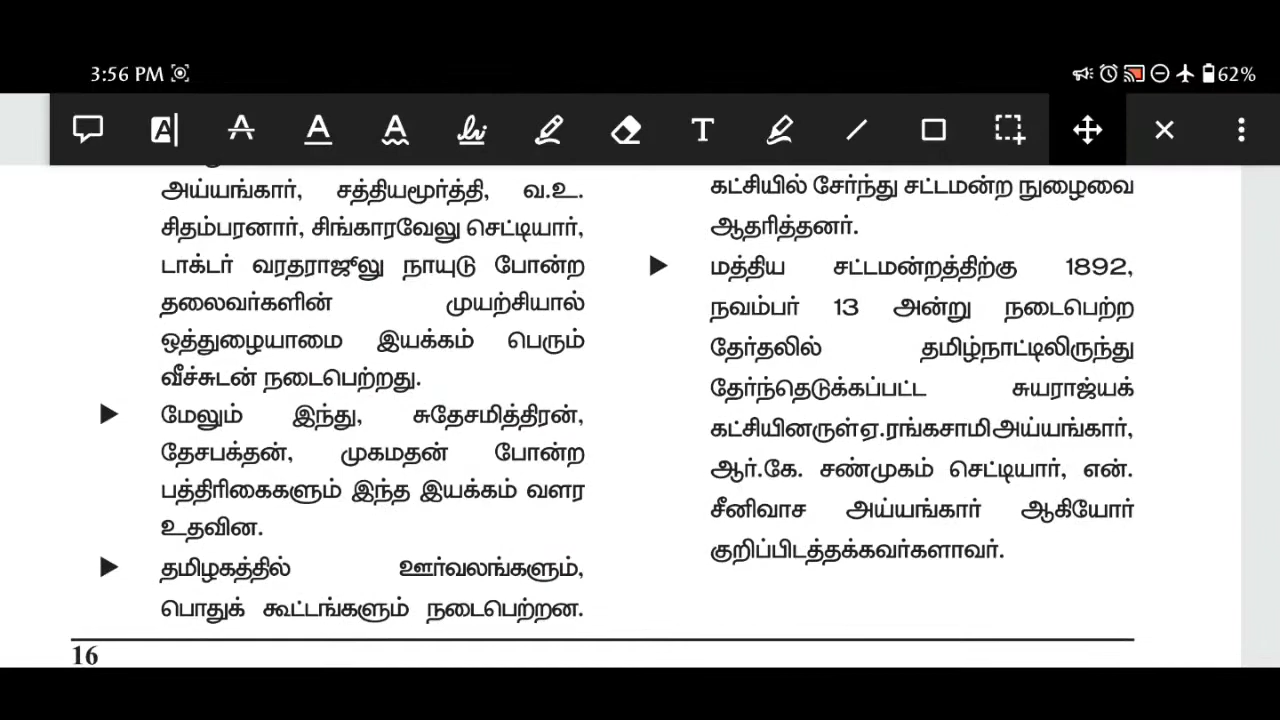 3:56 PM
62%
அய்யங்கார், சத்தியமூர்த்தி, வ.உ.
சிதம்பரனார், சிங்காரவேலு செட்டியார்,
டாக்டர் வரதராஜூலு நாயுடு போன்ற
தலைவர்களின் முயற்சியால்
ஒத்துழையாமை இயக்கம் பெரும்
வீச்சுடன் நடைபெற்றது.
▶ மேலும் இந்து, சுதேசமித்திரன்,
தேசபக்தன், முகமதன் போன்ற
பத்திரிகைகளும் இந்த இயக்கம் வளர
உதவின.
▶ தமிழகத்தில் ஊர்வலங்களும்,
பொதுக் கூட்டங்களும் நடைபெற்றன.
கட்சியில் சேர்ந்து சட்டமன்ற நுழைவை
ஆதரித்தனர்.
▶ மத்திய சட்டமன்றத்திற்கு 1892,
நவம்பர் 13 அன்று நடைபெற்ற
தேர்தலில் தமிழ்நாட்டிலிருந்து
தேர்ந்தெடுக்கப்பட்ட சுயராஜ்யக்
கட்சியினருள் ஏ.ரங்கசாமி அய்யங்கார்,
ஆர்.கே. சண்முகம் செட்டியார், என்.
சீனிவாச அய்யங்கார் ஆகியோர்
குறிப்பிடத்தக்கவர்களாவர்.
16